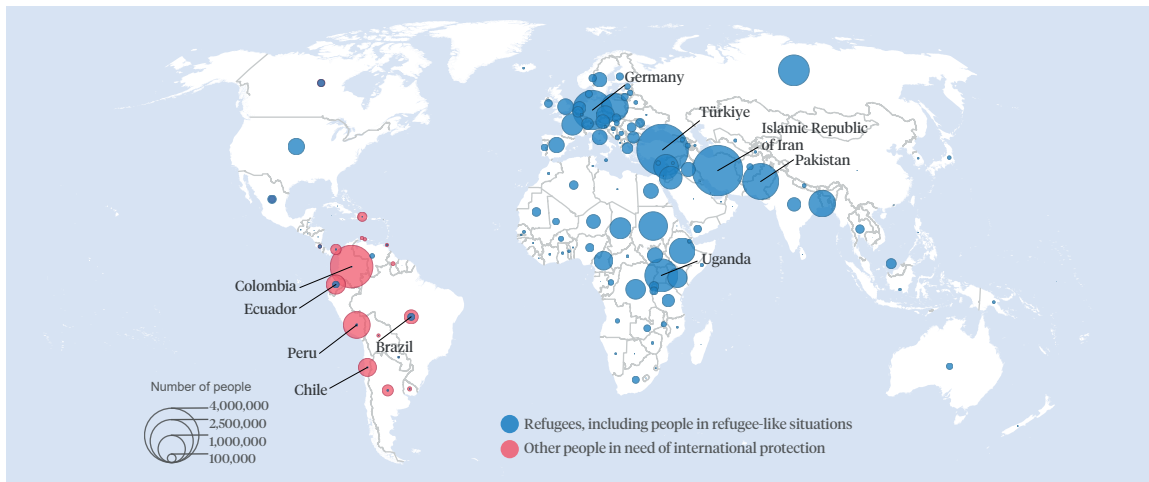 Germany
Türkiye
Islamic Republic
of Iran
Pakistan
Uganda
Colombia
Ecuador
Peru
Brazil
Chile
Number of people
4,000,000
2,500,000
1,000,000
100,000
Refugees, including people in refugee-like situations
Other people in need of international protection